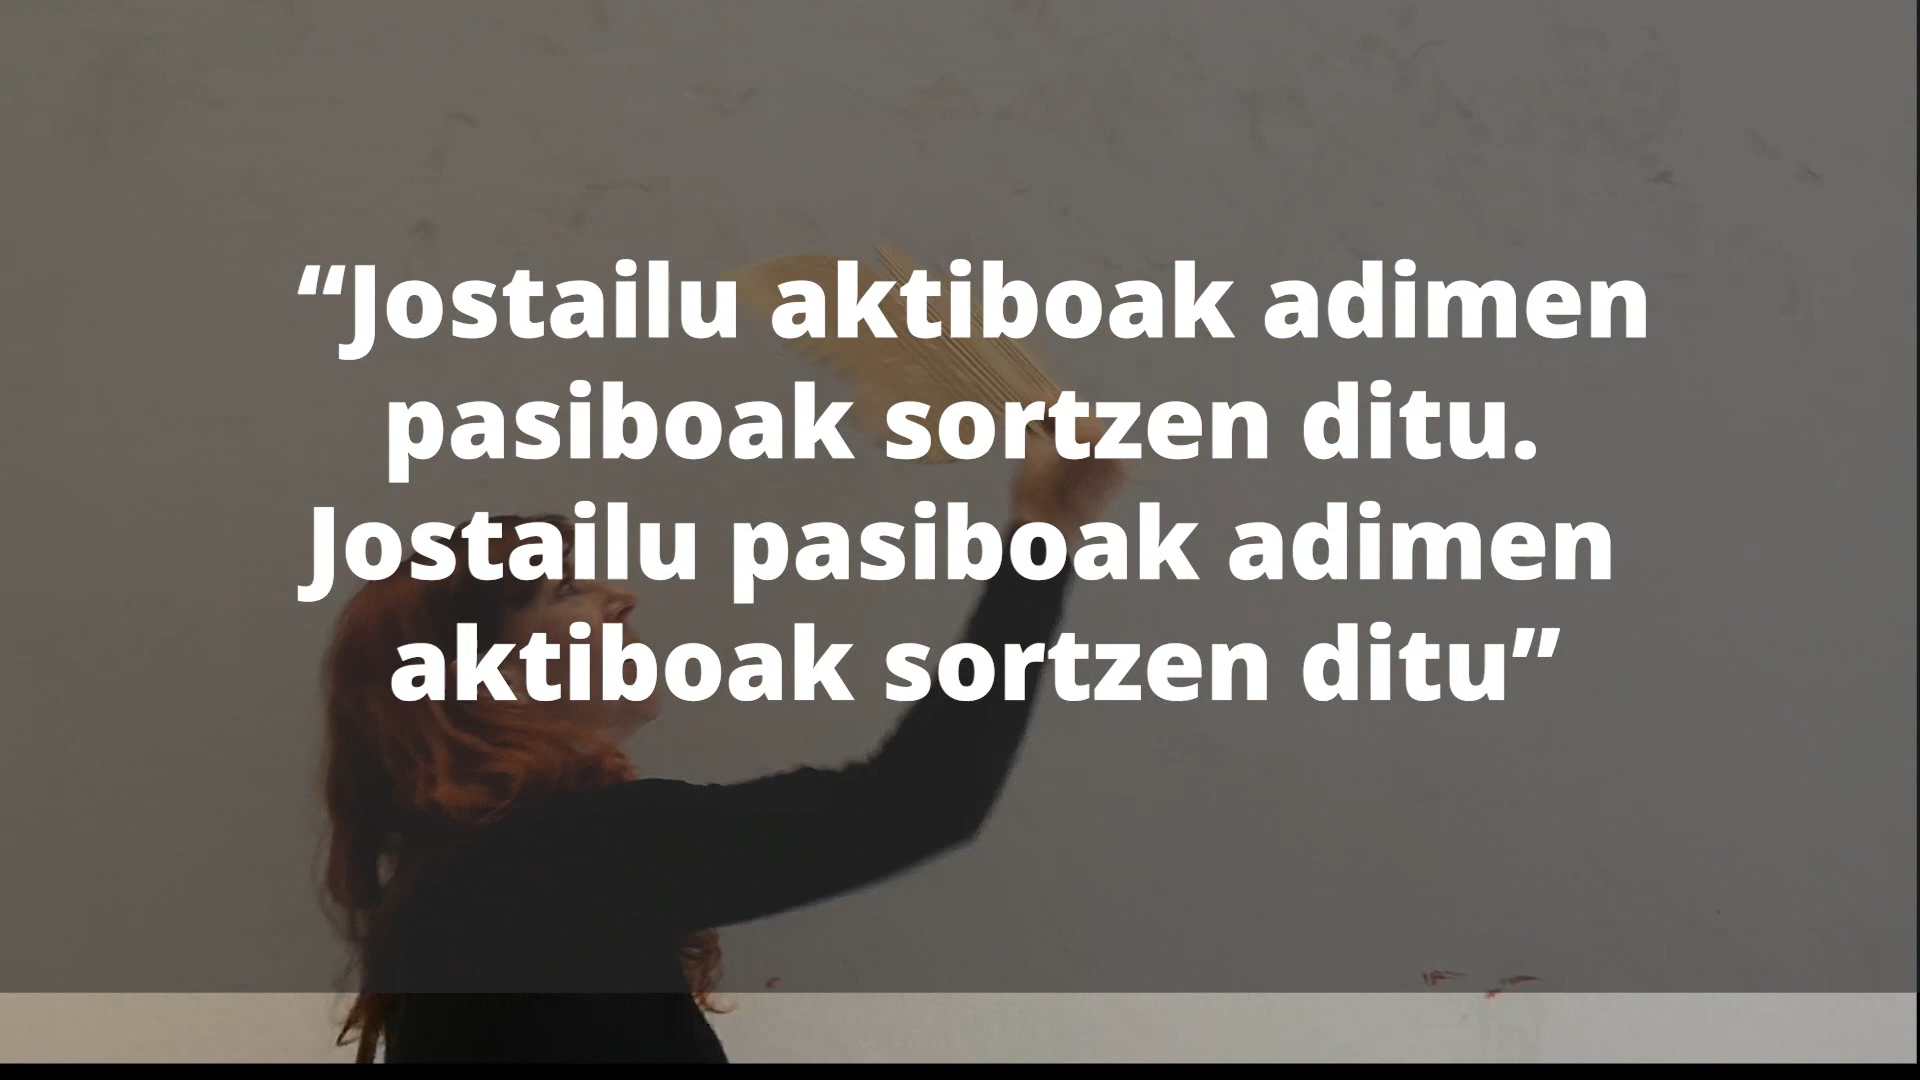 “Jostailu aktiboak adimen
pasiboak sortzen ditu.
Jostailu pasiboak adimen
aktiboak sortzen ditu”